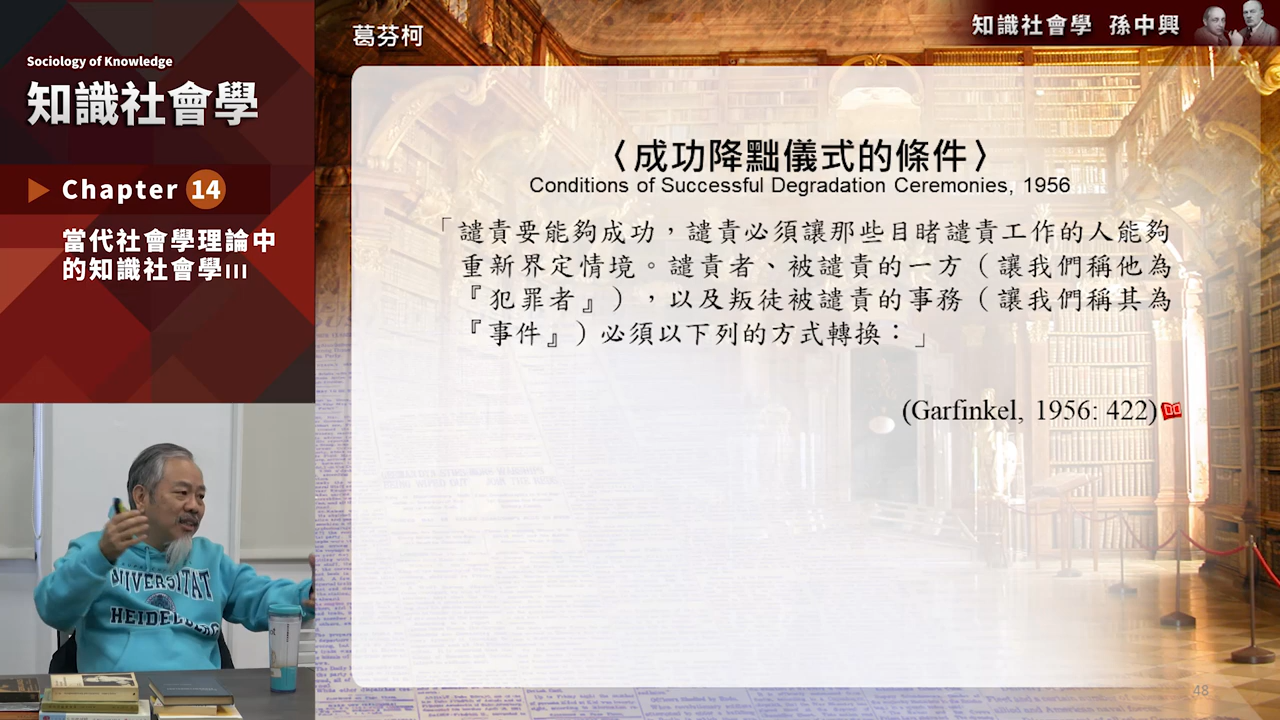 Sociology of Knowledge
知識社會學
Chapter 14
當代社會學理論中
的知識社會學III
葛芬柯
知識社會學 孫中興
〈成功降黜儀式的條件〉
Conditions of Successful Degradation Ceremonies, 1956
「譴責要能夠成功，譴責必須讓那些目睹譴責工作的人能夠
重新界定情境。譴責者、被譴責的一方（讓我們稱他為
『犯罪者』），以及叛徒被譴責的事務（讓我們稱其為
『事件』）必須以下列的方式轉換：」
(Garfinkel, 1956: 422)
48
UNIVERSITAT
HEIDELBERG